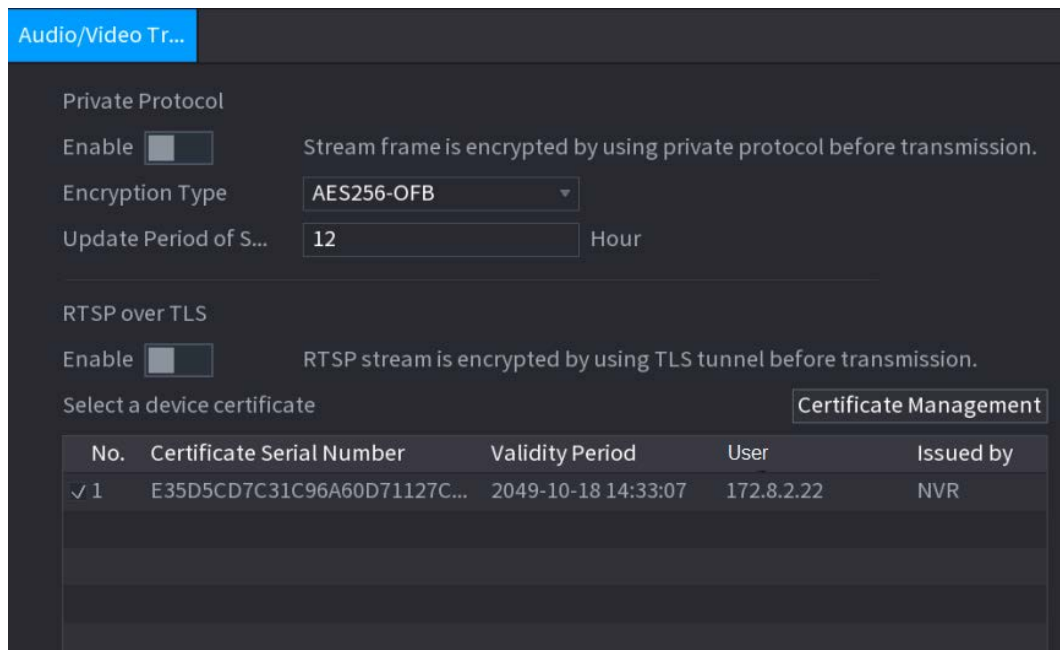 Audio/Video Tr...
Private Protocol
Enable Stream frame is encrypted by using private protocol before transmission.
Encryption Type AES256-OFB
Update Period of S... 12 Hour
RTSP over TLS
Enable RTSP stream is encrypted by using TLS tunnel before transmission.
Select a device certificate Certificate Management
No. Certificate Serial Number Validity Period User Issued by
1 E35D5CD7C31C96A60D71127C... 2049-10-18 14:33:07 172.8.2.22 NVR